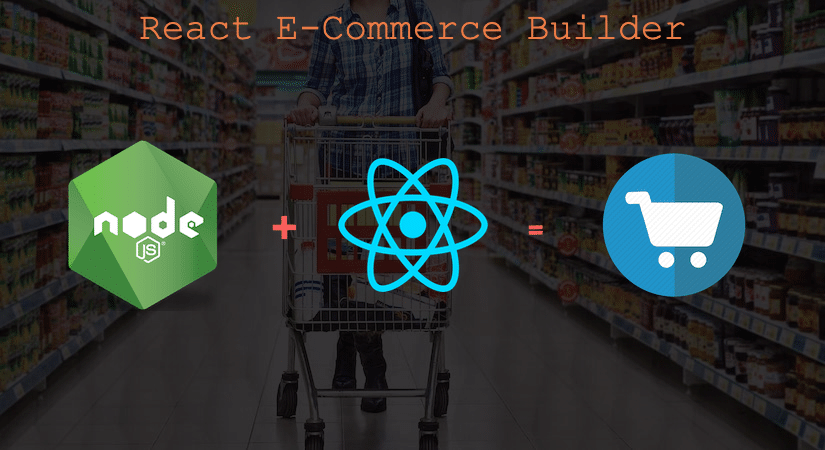 React E-Commerce Builder
node
JS
+
=